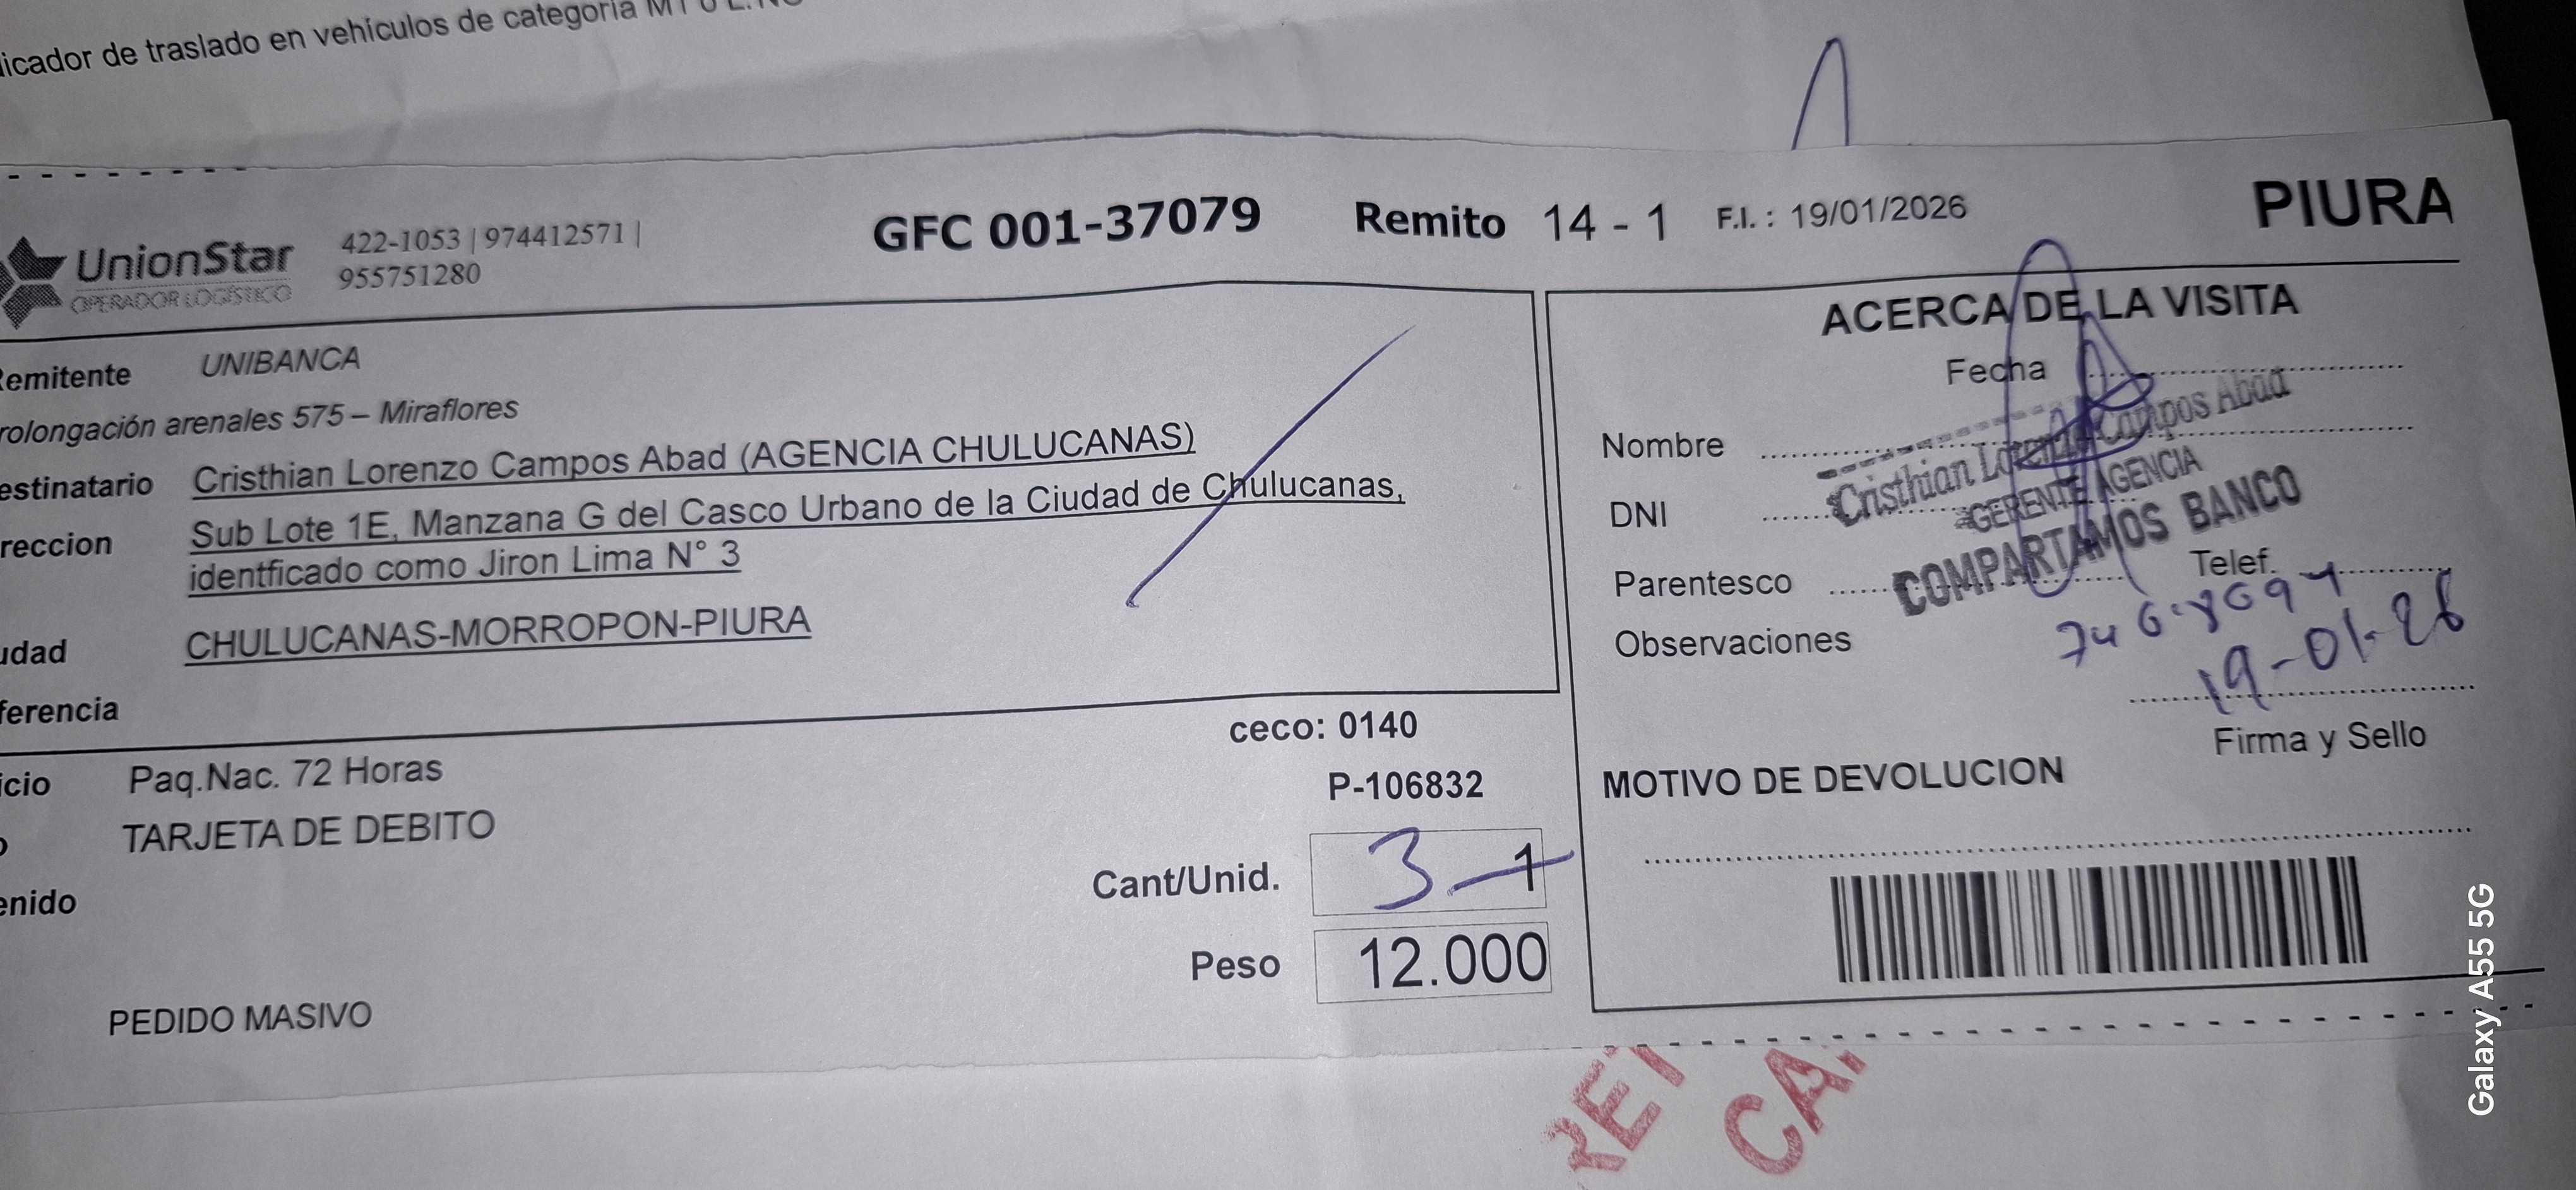 icador de traslado en vehículos de categoría M1 o L:
UnionStar
OPERADOR LOGÍSTICO
422-1053 | 974412571 |
955751280
GFC 001-37079 Remito 14 - 1 F.I. : 19/01/2026 PIURA
Remitente UNIBANCA
rolongación arenales 575 – Miraflores
estinatario Cristhian Lorenzo Campos Abad (AGENCIA CHULUCANAS)
reccion Sub Lote 1E, Manzana G del Casco Urbano de la Ciudad de Chulucanas,
identficado como Jiron Lima N° 3
udad CHULUCANAS-MORROPON-PIURA
ferencia
ceco: 0140
icio Paq.Nac. 72 Horas
P-106832
o TARJETA DE DEBITO
Cant/Unid. 3 1
enido
Peso 12.000
PEDIDO MASIVO
ACERCA DE LA VISITA
Fecha
Nombre
Cristhian Lorenzo Campos Abad
DNI
GERENTE AGENCIA
COMPARTAMOS BANCO
Parentesco
Telef.
Observaciones
19-01-26
Firma y Sello
MOTIVO DE DEVOLUCION
RET
CA
Galaxy A55 5G